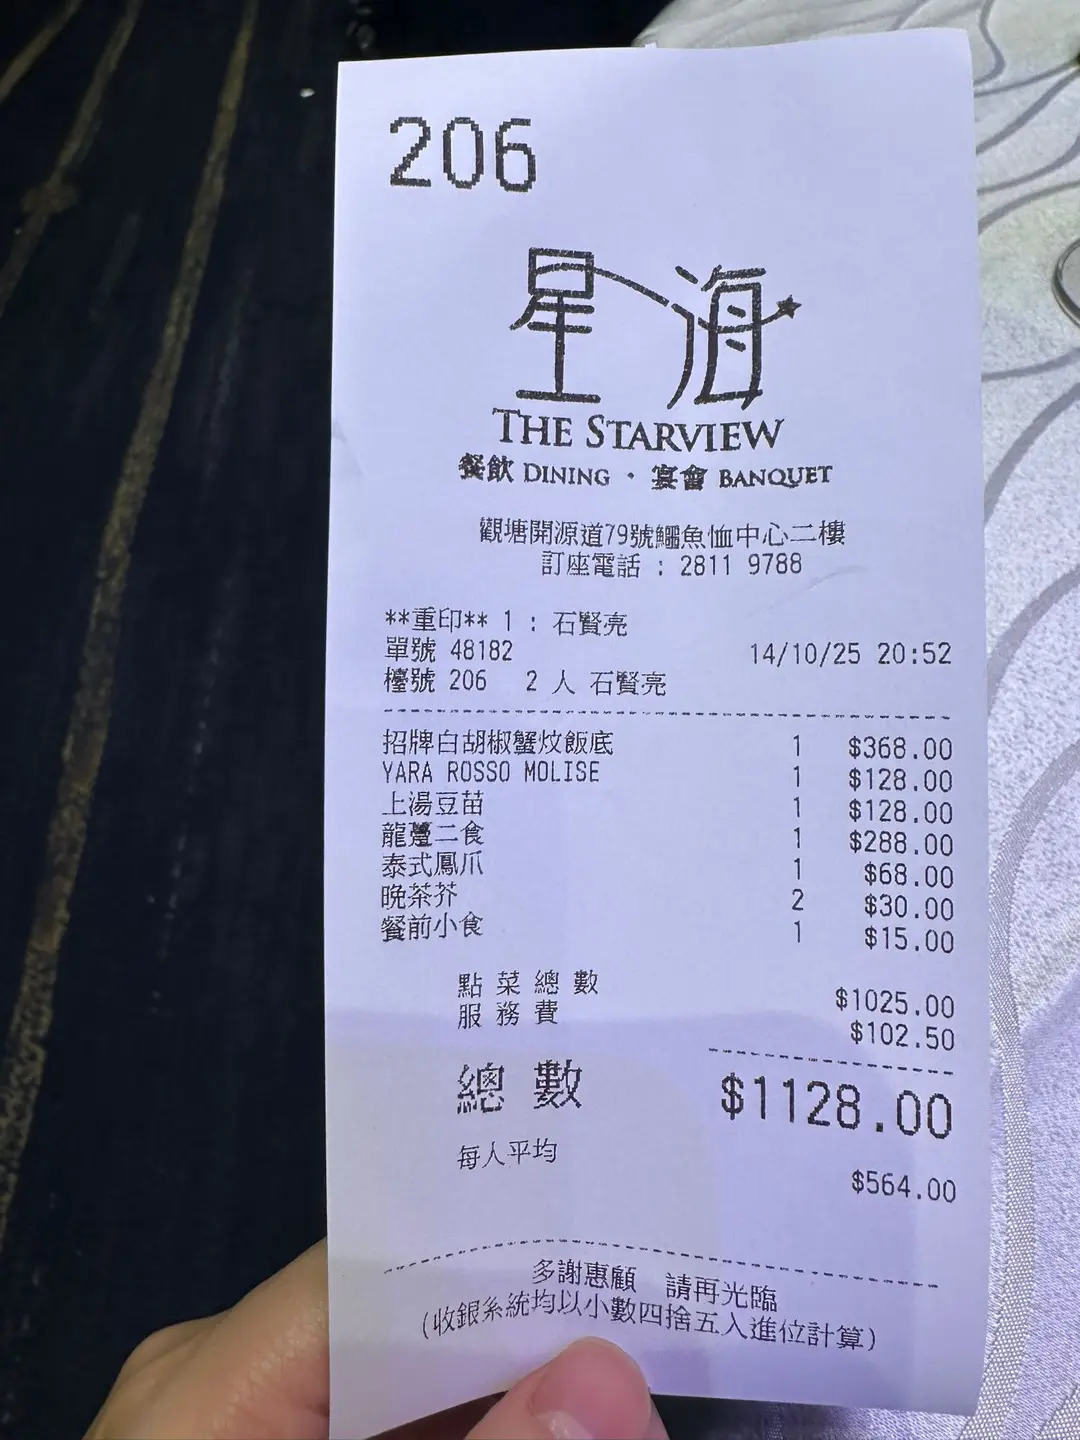 206
星海
THE STARVIEW
餐飲 DINING · 宴會 BANQUET
觀塘開源道79號鱷魚恤中心二樓
訂座電話 : 2811 9788
**重印** 1 : 石賢亮
單號 48182 14/10/25 20:52
檯號 206 2 人 石賢亮
招牌白胡椒蟹炆飯底 1 $368.00
YARA ROSSO MOLISE 1 $128.00
上湯豆苗 1 $128.00
龍躉二食 1 $288.00
泰式鳳爪 1 $68.00
晚茶芥 2 $30.00
餐前小食 1 $15.00
點菜總數 $1025.00
服務費 $102.50
總數 $1128.00
每人平均 $564.00
多謝惠顧 請再光臨
(收銀系統均以小數四捨五入進位計算)